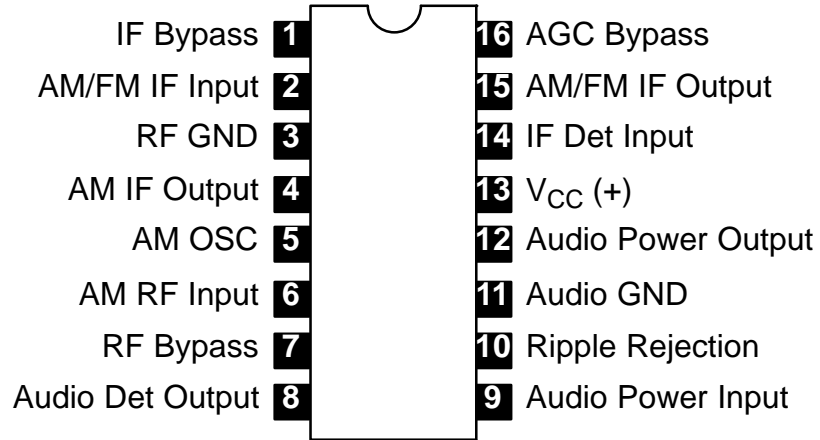 IF Bypass 1 16 AGC Bypass
AM/FM IF Input 2 15 AM/FM IF Output
RF GND 3 14 IF Det Input
AM IF Output 4 13 VCC (+)
AM OSC 5 12 Audio Power Output
AM RF Input 6 11 Audio GND
RF Bypass 7 10 Ripple Rejection
Audio Det Output 8 9 Audio Power Input